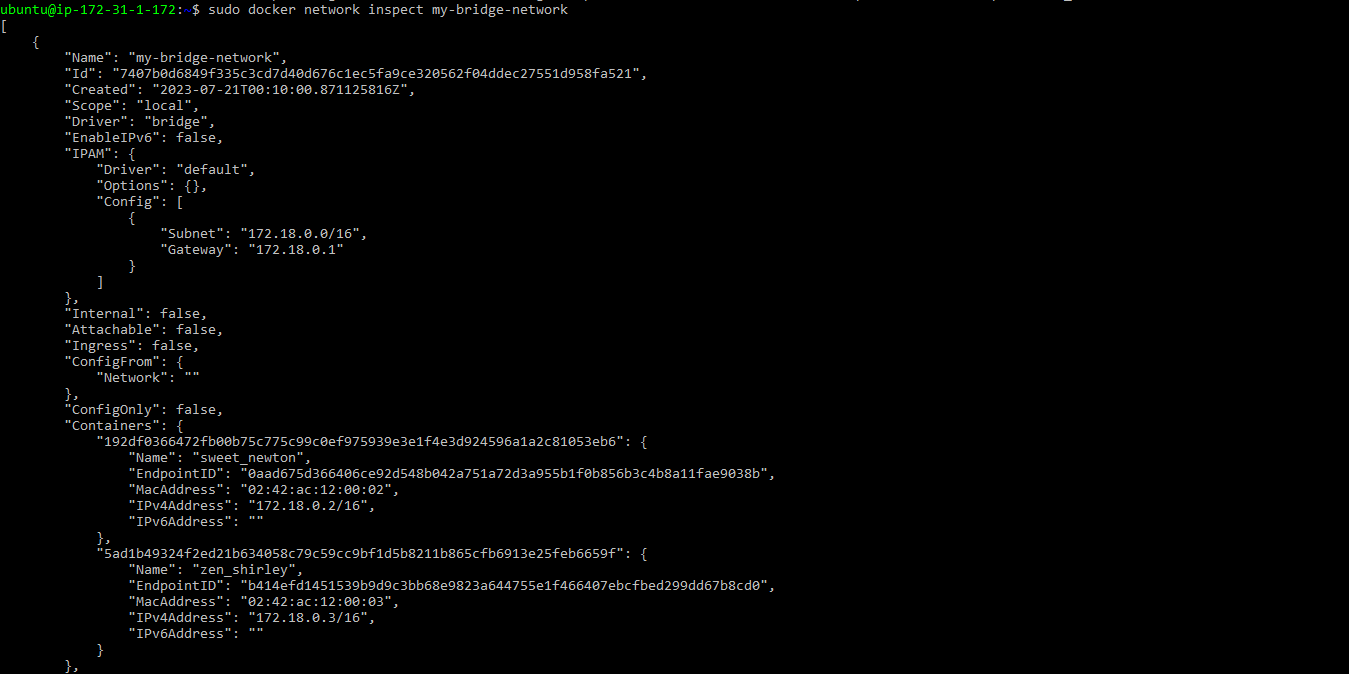 ubuntu@ip-172-31-1-172:~$ sudo docker network inspect my-bridge-network
[
    {
        "Name": "my-bridge-network",
        "Id": "7407b0d6849f335c3cd7d40d676c1ec5fa9ce320562f04ddec27551d958fa521",
        "Created": "2023-07-21T00:10:00.871125816Z",
        "Scope": "local",
        "Driver": "bridge",
        "EnableIPv6": false,
        "IPAM": {
            "Driver": "default",
            "Options": {},
            "Config": [
                {
                    "Subnet": "172.18.0.0/16",
                    "Gateway": "172.18.0.1"
                }
            ]
        },
        "Internal": false,
        "Attachable": false,
        "Ingress": false,
        "ConfigFrom": {
            "Network": ""
        },
        "ConfigOnly": false,
        "Containers": {
            "192df0366472fb00b75c775c99c0ef975939e3e1f4e3d924596a1a2c81053eb6": {
                "Name": "sweet_newton",
                "EndpointID": "0aad675d366406ce92d548b042a751a72d3a955b1f0b856b3c4b8a11fae9038b",
                "MacAddress": "02:42:ac:12:00:02",
                "IPv4Address": "172.18.0.2/16",
                "IPv6Address": ""
            },
            "5ad1b49324f2ed21b634058c79c59cc9bf1d5b8211b865cfb6913e25feb6659f": {
                "Name": "zen_shirley",
                "EndpointID": "b414efd1451539b9d9c3bb68e9823a644755e1f466407ebcfbed299dd67b8cd0",
                "MacAddress": "02:42:ac:12:00:03",
                "IPv4Address": "172.18.0.3/16",
                "IPv6Address": ""
            }
        },